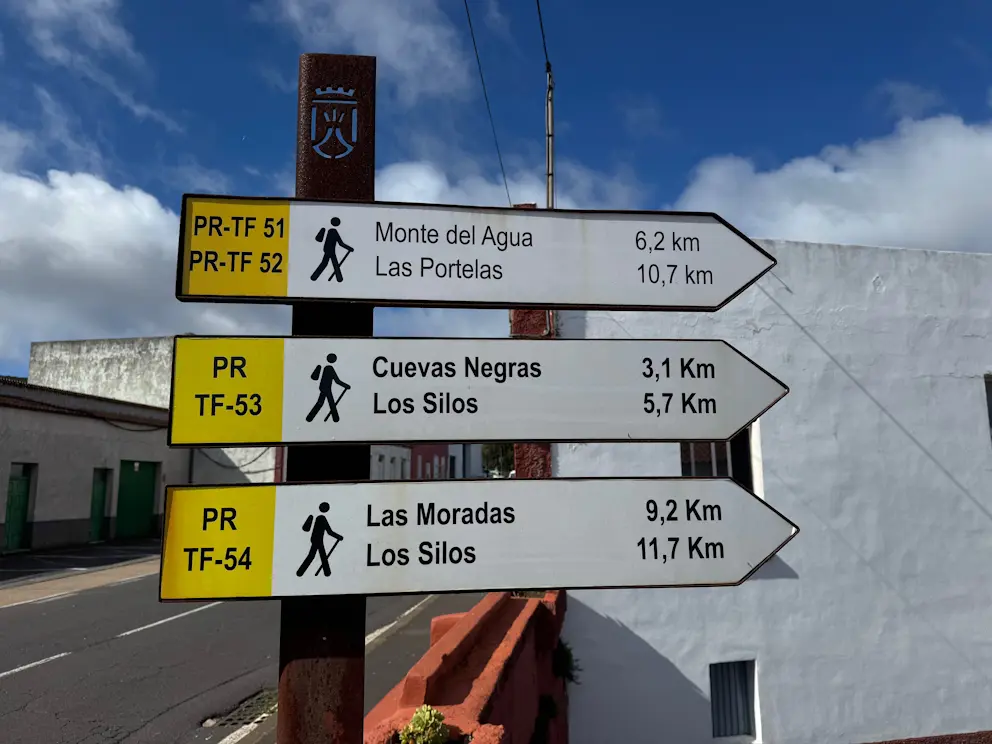 PR-TF 51 Monte del Agua 6,2 km
PR-TF 52 Las Portelas 10,7 km
PR Cuevas Negras 3,1 Km
TF-53 Los Silos 5,7 Km
PR Las Moradas 9,2 Km
TF-54 Los Silos 11,7 Km